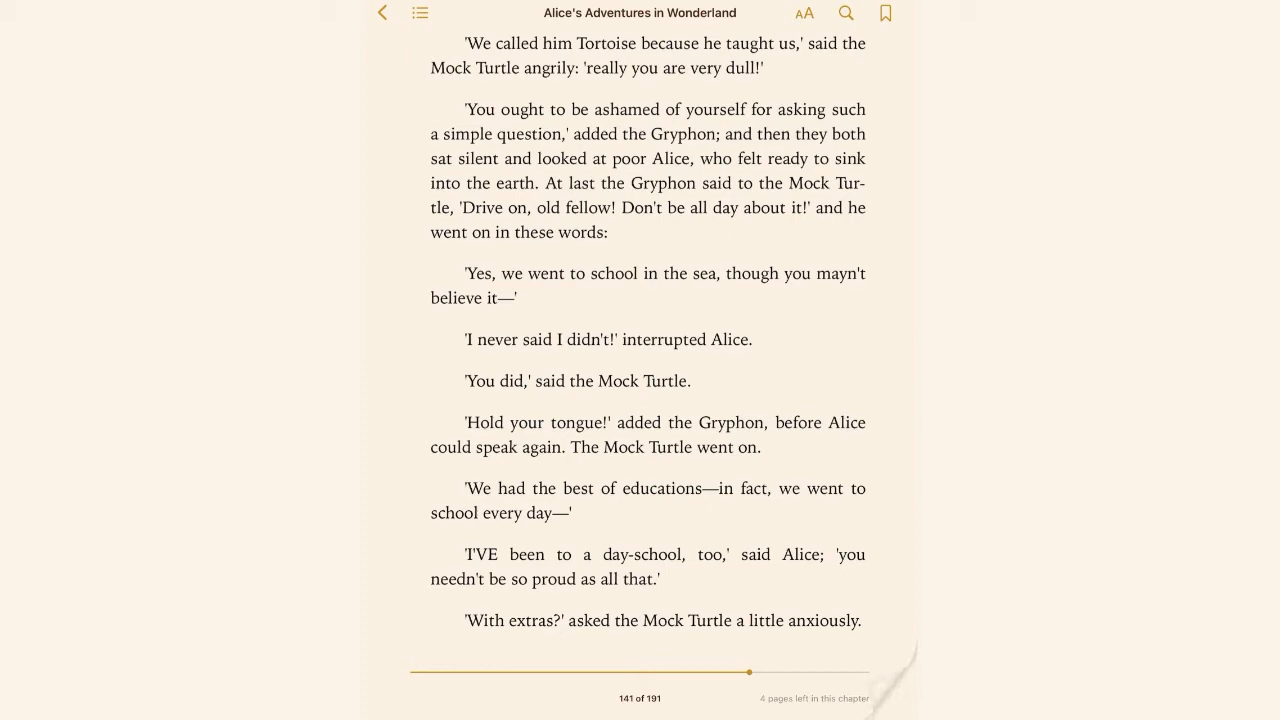 Alice's Adventures in Wonderland
AA
'We called him Tortoise because he taught us,' said the
Mock Turtle angrily: 'really you are very dull!'
'You ought to be ashamed of yourself for asking such
a simple question,' added the Gryphon; and then they both
sat silent and looked at poor Alice, who felt ready to sink
into the earth. At last the Gryphon said to the Mock Tur-
tle, 'Drive on, old fellow! Don't be all day about it!' and he
went on in these words:
'Yes, we went to school in the sea, though you mayn't
believe it—'
'I never said I didn't!' interrupted Alice.
'You did,' said the Mock Turtle.
'Hold your tongue!' added the Gryphon, before Alice
could speak again. The Mock Turtle went on.
'We had the best of educations—in fact, we went to
school every day—'
'I'VE been to a day-school, too,' said Alice; 'you
needn't be so proud as all that.'
'With extras?' asked the Mock Turtle a little anxiously.
141 of 191
4 pages left in this chapter